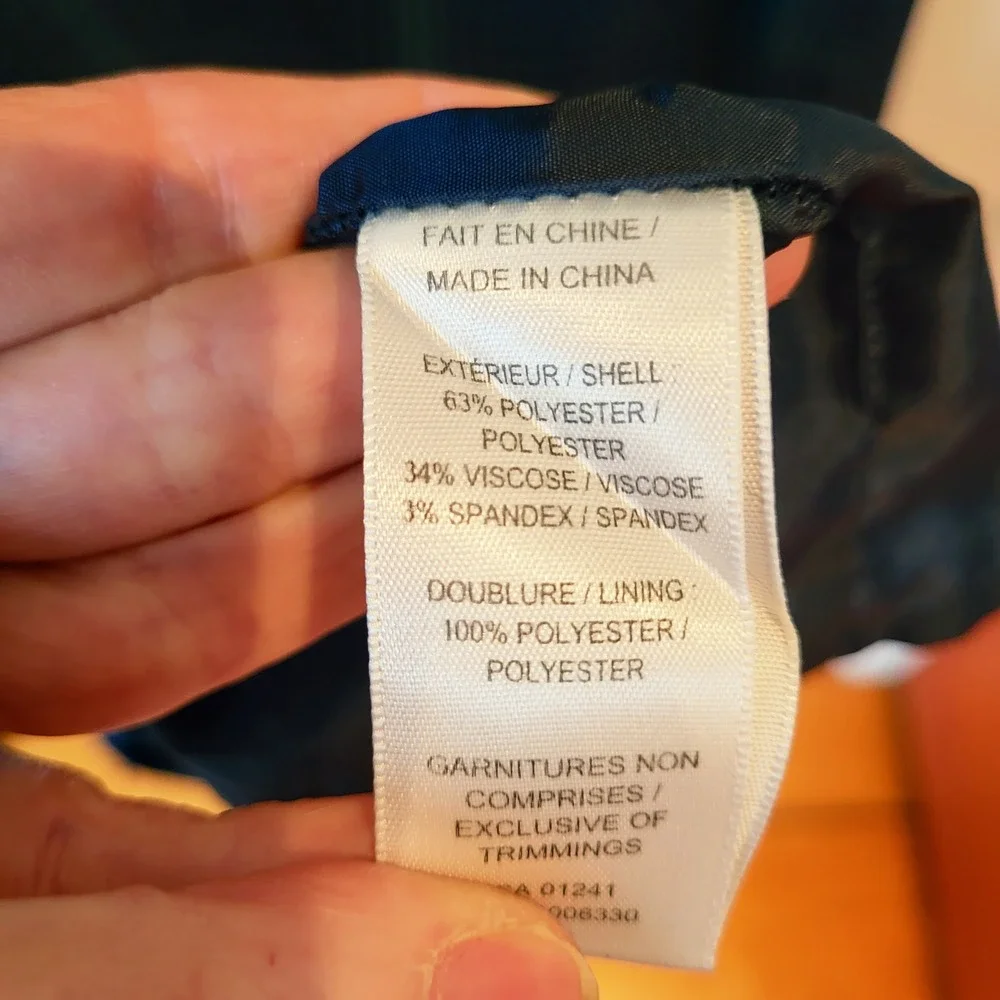 FAIT EN CHINE /
MADE IN CHINA
EXTÉRIEUR / SHELL :
63% POLYESTER /
POLYESTER
34% VISCOSE / VISCOSE
3% SPANDEX / SPANDEX
DOUBLURE / LINING :
100% POLYESTER /
POLYESTER
GARNITURES NON
COMPRISES /
EXCLUSIVE OF
TRIMMINGS
01241